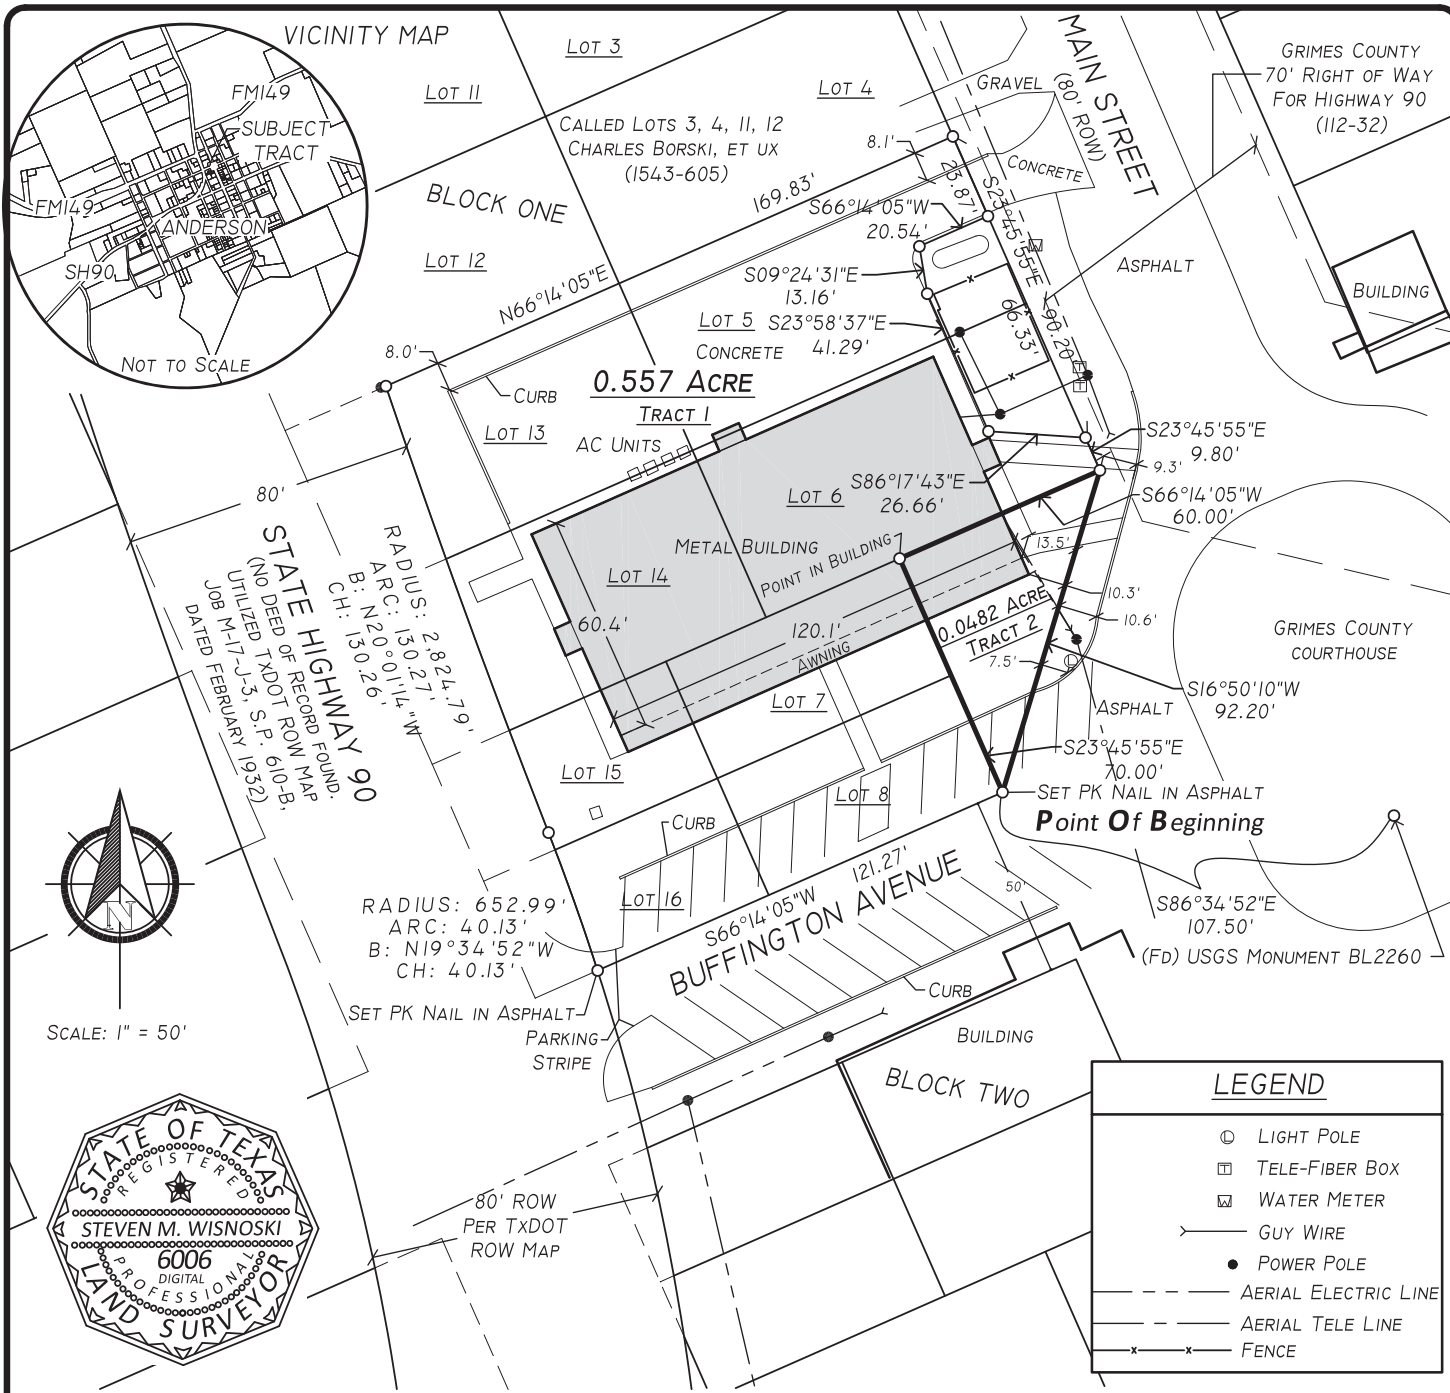 VICINITY MAP
FM149
SUBJECT
TRACT
FM149
ANDERSON
SH90
NOT TO SCALE
LOT 3
LOT 11
LOT 4
CALLED LOTS 3, 4, 11, 12
CHARLES BORSKI, ET UX
(1543-605)
BLOCK ONE
LOT 12
MAIN STREET
(80' ROW)
GRAVEL
CONCRETE
GRIMES COUNTY
70' RIGHT OF WAY
FOR HIGHWAY 90
(112-32)
ASPHALT
BUILDING
8.1'
169.83'
N66°14'05"E
23.87'
S66°14'05"W
20.54'
S23°45'55"E
90.20'
66.33'
S09°24'31"E
13.16'
LOT 5
S23°58'37"E
41.29'
CONCRETE
8.0'
CURB
0.557 ACRE
TRACT 1
LOT 13
AC UNITS
S23°45'55"E
9.80'
9.3'
S86°17'43"E
26.66'
LOT 6
S66°14'05"W
60.00'
METAL BUILDING
POINT IN BUILDING
13.5'
LOT 14
60.4'
120.1'
AWNING
10.3'
10.6'
0.0482 ACRE
TRACT 2
7.5'
GRIMES COUNTY
COURTHOUSE
S16°50'10"W
92.20'
ASPHALT
LOT 7
S23°45'55"E
70.00'
SET PK NAIL IN ASPHALT
Point Of Beginning
80'
STATE HIGHWAY 90
(NO DEED OF RECORD FOUND.
UTILIZED TXDOT ROW MAP
JOB M-17-J-3, S.P. 610-B,
DATED FEBRUARY 1932)
RADIUS: 2,824.79'
ARC: 130.27'
B: N20°01'14"W
CH: 130.26'
LOT 15
LOT 8
CURB
LOT 16
RADIUS: 652.99'
ARC: 40.13'
B: N19°34'52"W
CH: 40.13'
S66°14'05"W
121.27'
BUFFINGTON AVENUE
50'
S86°34'52"E
107.50'
(FD) USGS MONUMENT BL2260
SET PK NAIL IN ASPHALT
PARKING
STRIPE
CURB
BUILDING
BLOCK TWO
N
SCALE: 1" = 50'
80' ROW
PER TXDOT
ROW MAP
STATE OF TEXAS
REGISTERED
STEVEN M. WISNOSKI
6006
DIGITAL
PROFESSIONAL
LAND SURVEYOR
LEGEND
L LIGHT POLE
T TELE-FIBER BOX
W WATER METER
GUY WIRE
POWER POLE
AERIAL ELECTRIC LINE
AERIAL TELE LINE
FENCE